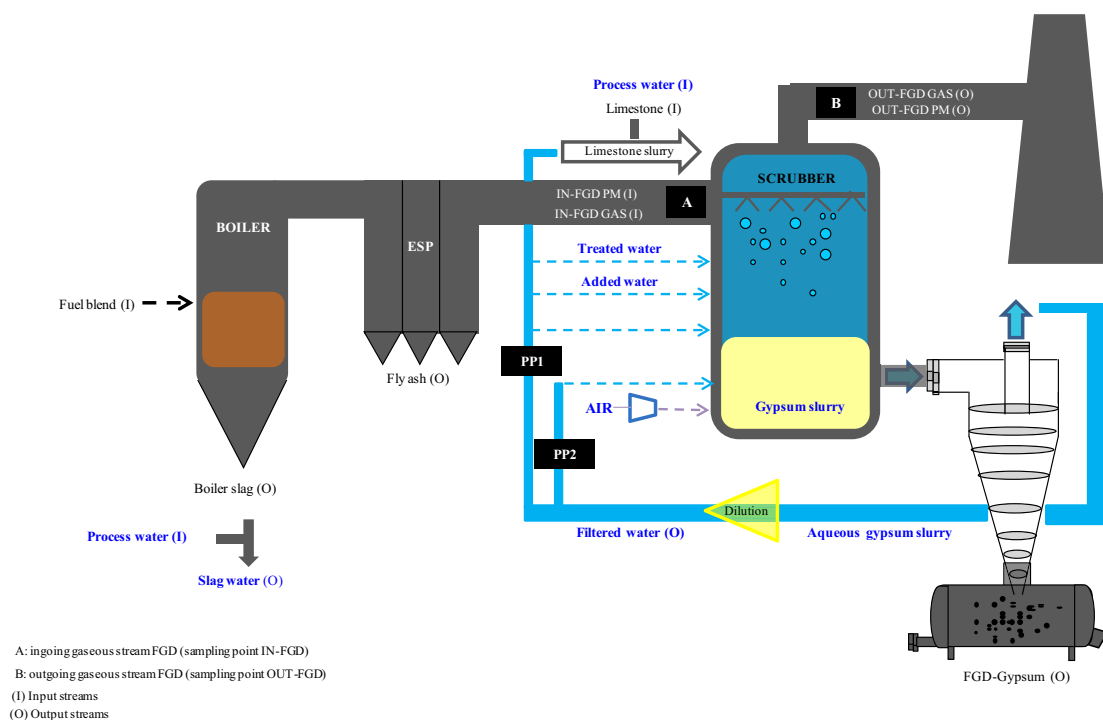 Process water (I)
Limestone (I)
Limestone slurry
B
OUT-FGD GAS (O)
OUT-FGD PM (O)
SCRUBBER
IN-FGD PM (I)
IN-FGD GAS (I)
A
BOILER
ESP
Treated water
Added water
Fuel blend (I)
PP1
Fly ash (O)
AIR
Gypsum slurry
PP2
Boiler slag (O)
Dilution
Process water (I)
Filtered water (O)
Aqueous gypsum slurry
Slag water (O)
A: ingoing gaseous stream FGD (sampling point IN-FGD)
B: outgoing gaseous stream FGD (sampling point OUT-FGD)
(I) Input streams
(O) Output streams
FGD-Gypsum (O)